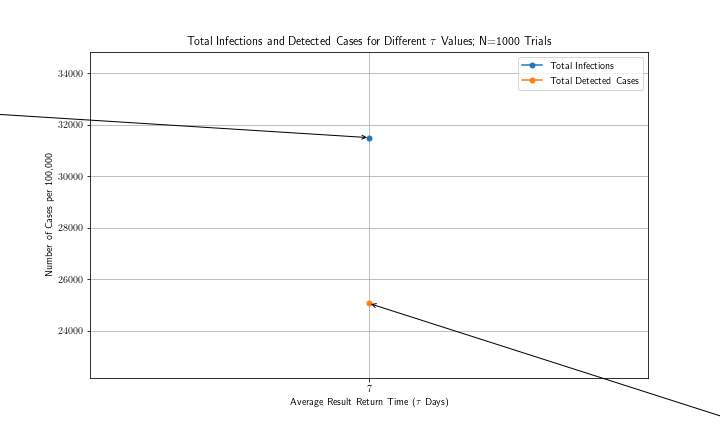 Total Infections and Detected Cases for Different τ Values; N=1000 Trials
Total Infections
Total Detected Cases
34000
32000
30000
28000
26000
24000
Number of Cases per 100,000
7
Average Result Return Time (τ Days)